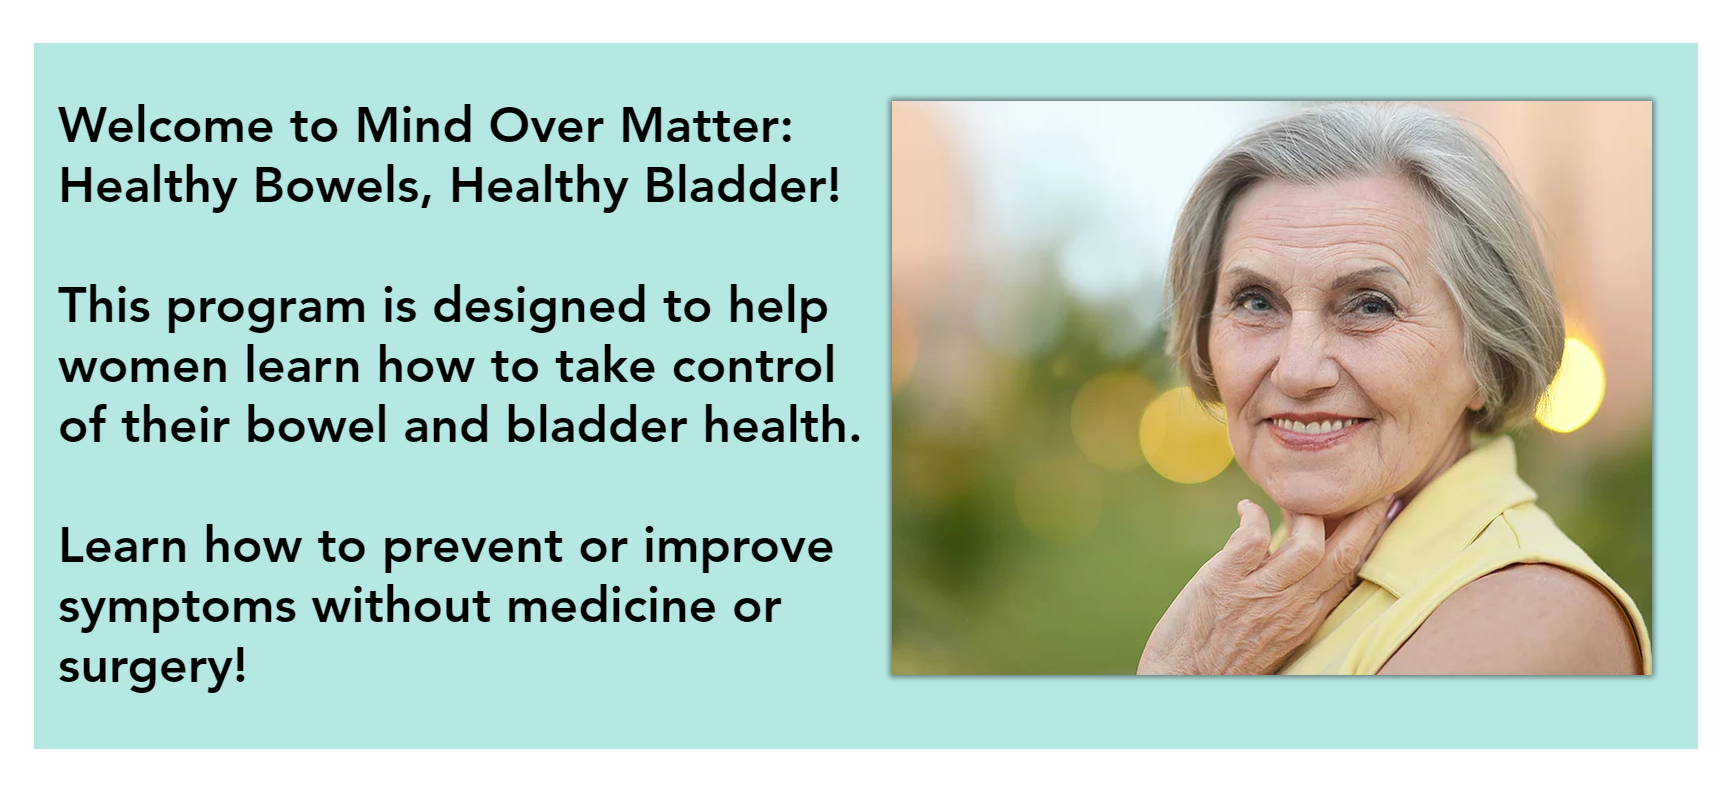 Welcome to Mind Over Matter:
Healthy Bowels, Healthy Bladder!
This program is designed to help
women learn how to take control
of their bowel and bladder health.
Learn how to prevent or improve
symptoms without medicine or
surgery!